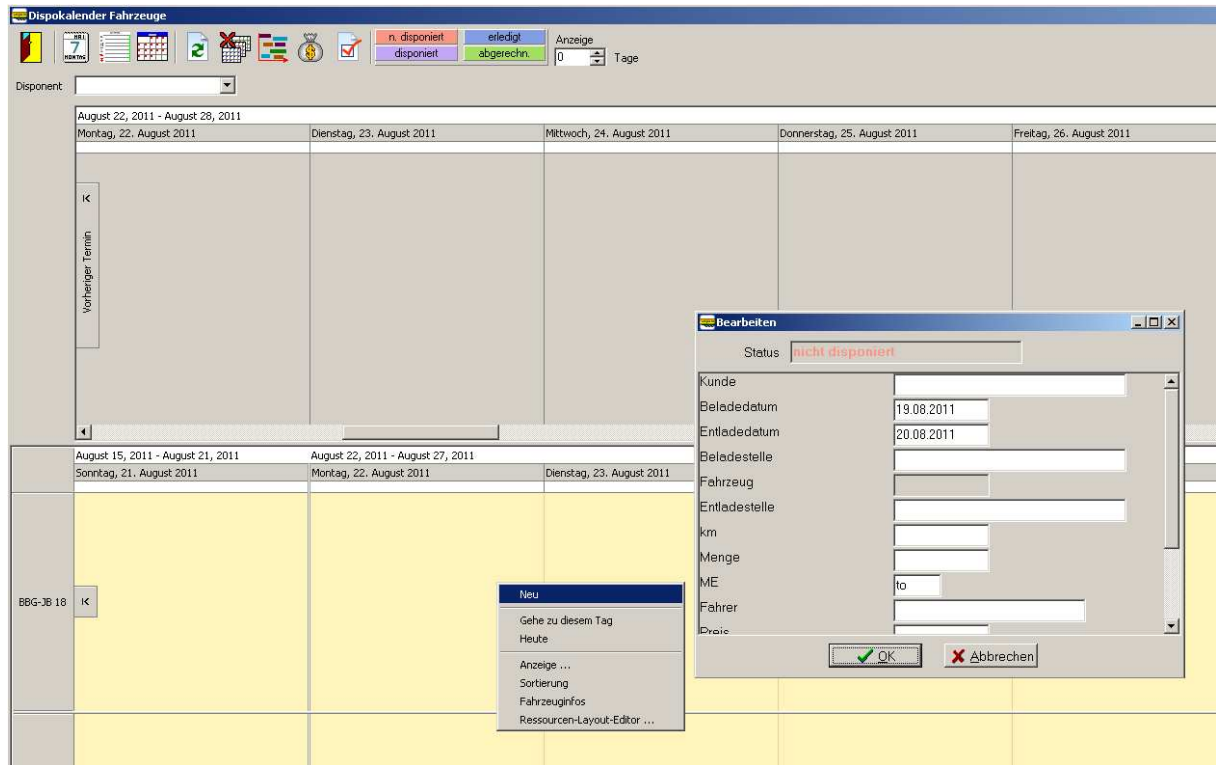 Dispokalender Fahrzeuge
MAI
7
MONTAG
n. disponiert erledigt
disponiert abgerechn.
Anzeige
0 Tage
Disponent
August 22, 2011 - August 28, 2011
Montag, 22. August 2011 Dienstag, 23. August 2011 Mittwoch, 24. August 2011 Donnerstag, 25. August 2011 Freitag, 26. August 2011
Vorheriger Termin
August 15, 2011 - August 21, 2011 August 22, 2011 - August 27, 2011
Sonntag, 21. August 2011 Montag, 22. August 2011 Dienstag, 23. August 2011
BBG-JB 18
Neu
Gehe zu diesem Tag
Heute
Anzeige ...
Sortierung
Fahrzeuginfos
Ressourcen-Layout-Editor ...
Bearbeiten
Status nicht disponiert
Kunde
Beladedatum 19.08.2011
Entladedatum 20.08.2011
Beladestelle
Fahrzeug
Entladestelle
km
Menge
ME to
Fahrer
Preis
OK Abbrechen